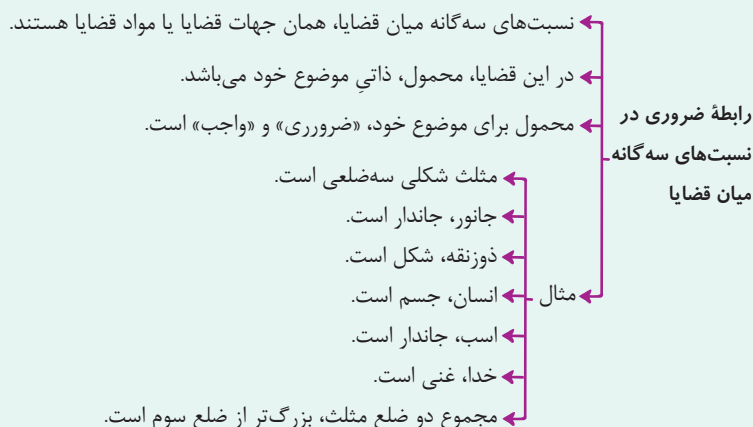 نسبت‌های سه‌گانه میان قضایا، همان جهات قضایا یا مواد قضایا هستند.
در این قضایا، محمول، ذاتیِ موضوع خود می‌باشد.
رابطهٔ ضروری در
نسبت‌های سه‌گانه
میان قضایا
محمول برای موضوع خود، «ضرورری» و «واجب» است.
مثلث شکلی سه‌ضلعی است.
جانور، جاندار است.
ذوزنقه، شکل است.
مثال
انسان، جسم است.
اسب، جاندار است.
خدا، غنی است.
مجموع دو ضلع مثلث، بزرگ‌تر از ضلع سوم است.